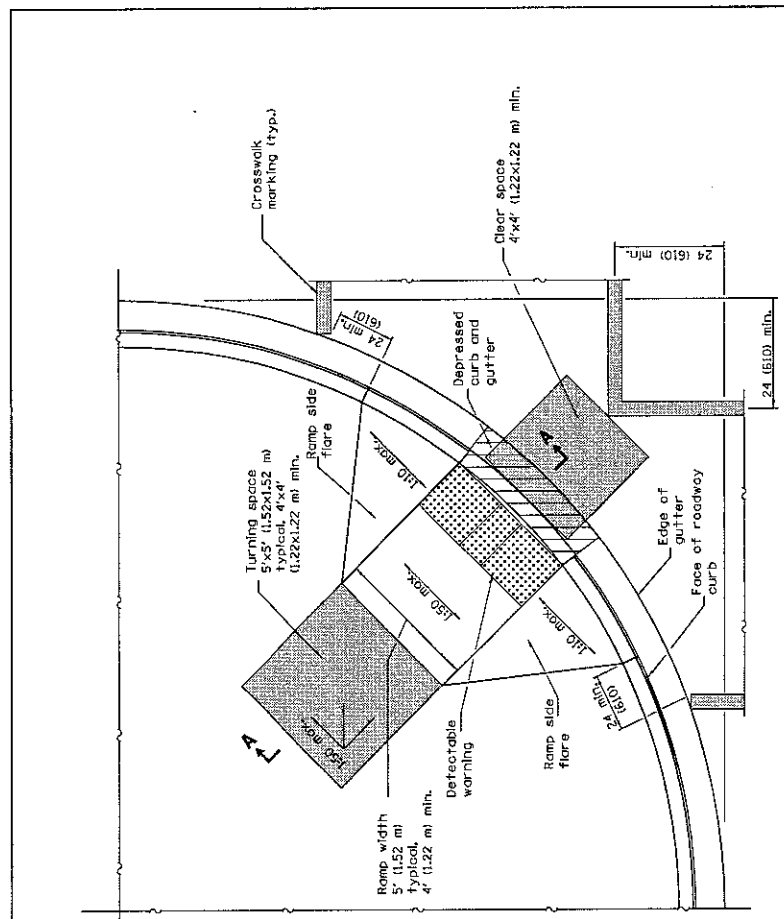 Crosswalk
marking (typ.)
Clear space
4'x4' (1.22x1.22 m) min.
24 (610) min.
24 min.
(610)
Depressed
curb and
gutter
Ramp side
flare
Turning space
5'x5' (1.52x1.52 m)
typical, 4'x4'
(1.22x1.22 m) min.
1:10 max.
24 (610) min.
A
1:50 max.
Edge of
gutter
Face of roadway
curb
1:10 max.
A
1:50 max.
24 min.
(610)
Ramp side
flare
Detectable
warning
Ramp width
5' (1.52 m)
typical,
4' (1.22 m) min.